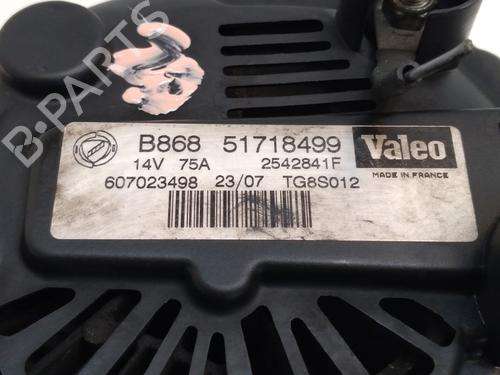 B-PARTS
B868 51718499 Valeo
14V 75A 2542841F MADE IN FRANCE
607023498 23/07 TG8S012